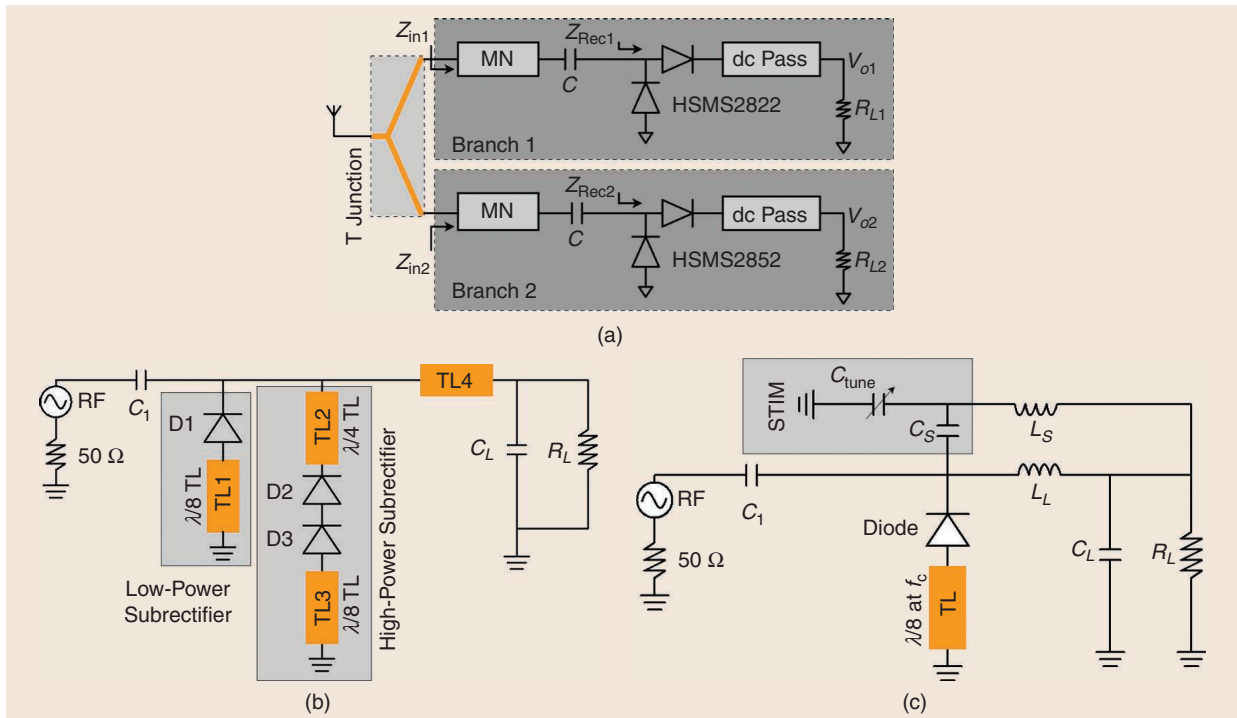 Z_in1
MN
C
Z_Rec1
dc Pass
V_o1
HSMS2822
R_L1
Branch 1
T Junction
Z_in2
MN
C
Z_Rec2
dc Pass
V_o2
HSMS2852
R_L2
Branch 2
(a)
RF
50 Ω
C_1
D1
TL1
λ/8 TL
Low-Power
Subrectifier
TL2
λ/4 TL
D2
D3
TL3
λ/8 TL
High-Power Subrectifier
TL4
C_L
R_L
(b)
STIM
C_tune
C_S
L_S
RF
50 Ω
C_1
L_L
Diode
λ/8 at f_c
TL
C_L
R_L
(c)